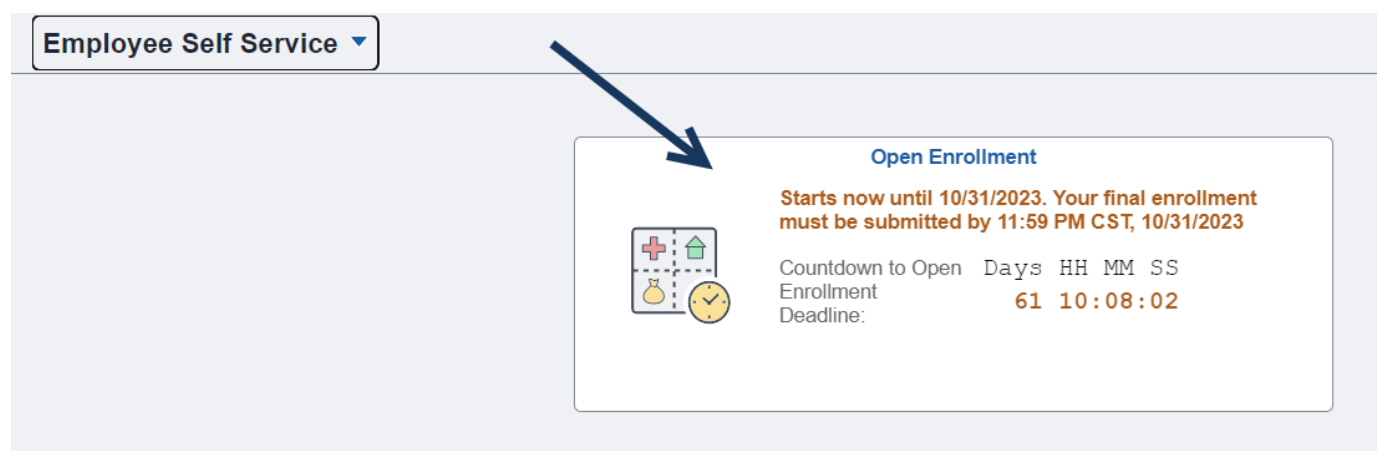 Employee Self Service
Open Enrollment
Starts now until 10/31/2023. Your final enrollment
must be submitted by 11:59 PM CST, 10/31/2023
Countdown to Open
Enrollment
Deadline:
Days HH MM SS
61 10:08:02